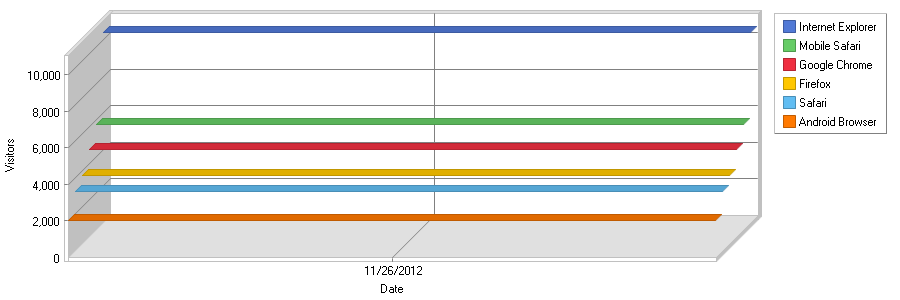 Internet Explorer
Mobile Safari
Google Chrome
Firefox
Safari
Android Browser
Visitors
10,000
8,000
6,000
4,000
2,000
0
11/26/2012
Date